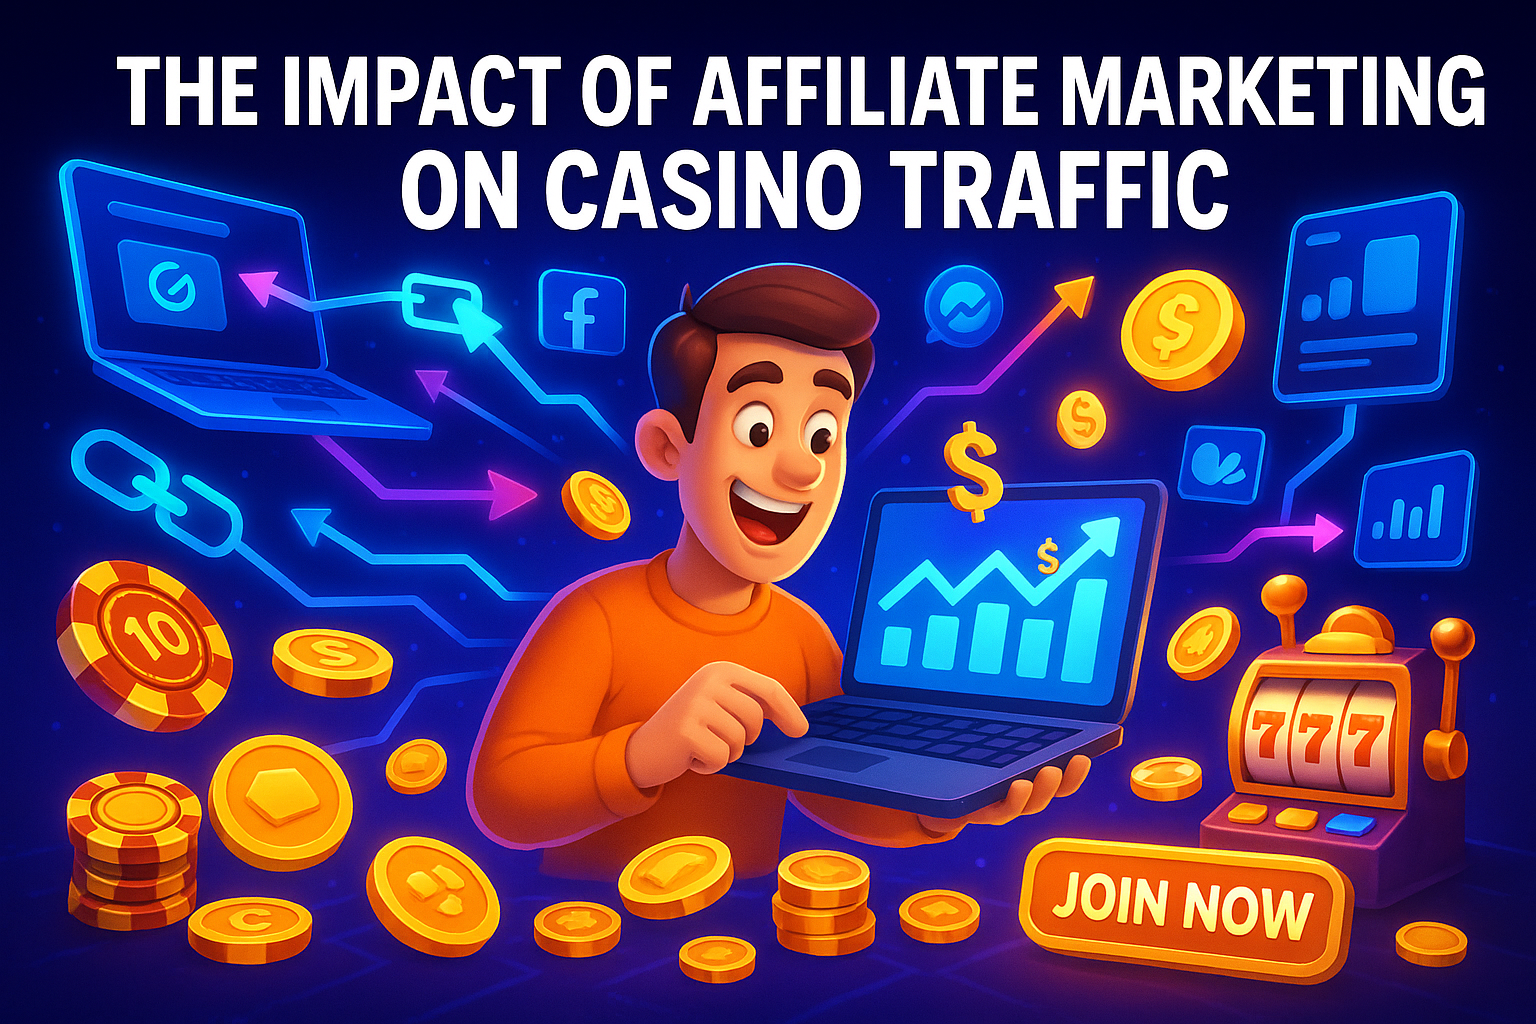 THE IMPACT OF AFFILIATE MARKETING
ON CASINO TRAFFIC
f
$
$
$
$
$
$
10
S
777
C
JOIN NOW